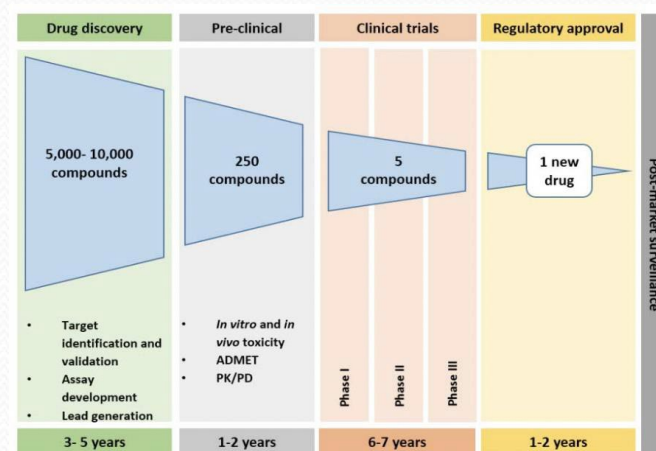 Drug discovery
Pre-clinical
Clinical trials
Regulatory approval
5,000- 10,000
compounds
250
compounds
5
compounds
1 new
drug
• Target
identification and
validation
• Assay
development
• Lead generation
• In vitro and in
vivo toxicity
• ADMET
• PK/PD
Phase I
Phase II
Phase III
3- 5 years
1-2 years
6-7 years
1-2 years
Post-market surveillance